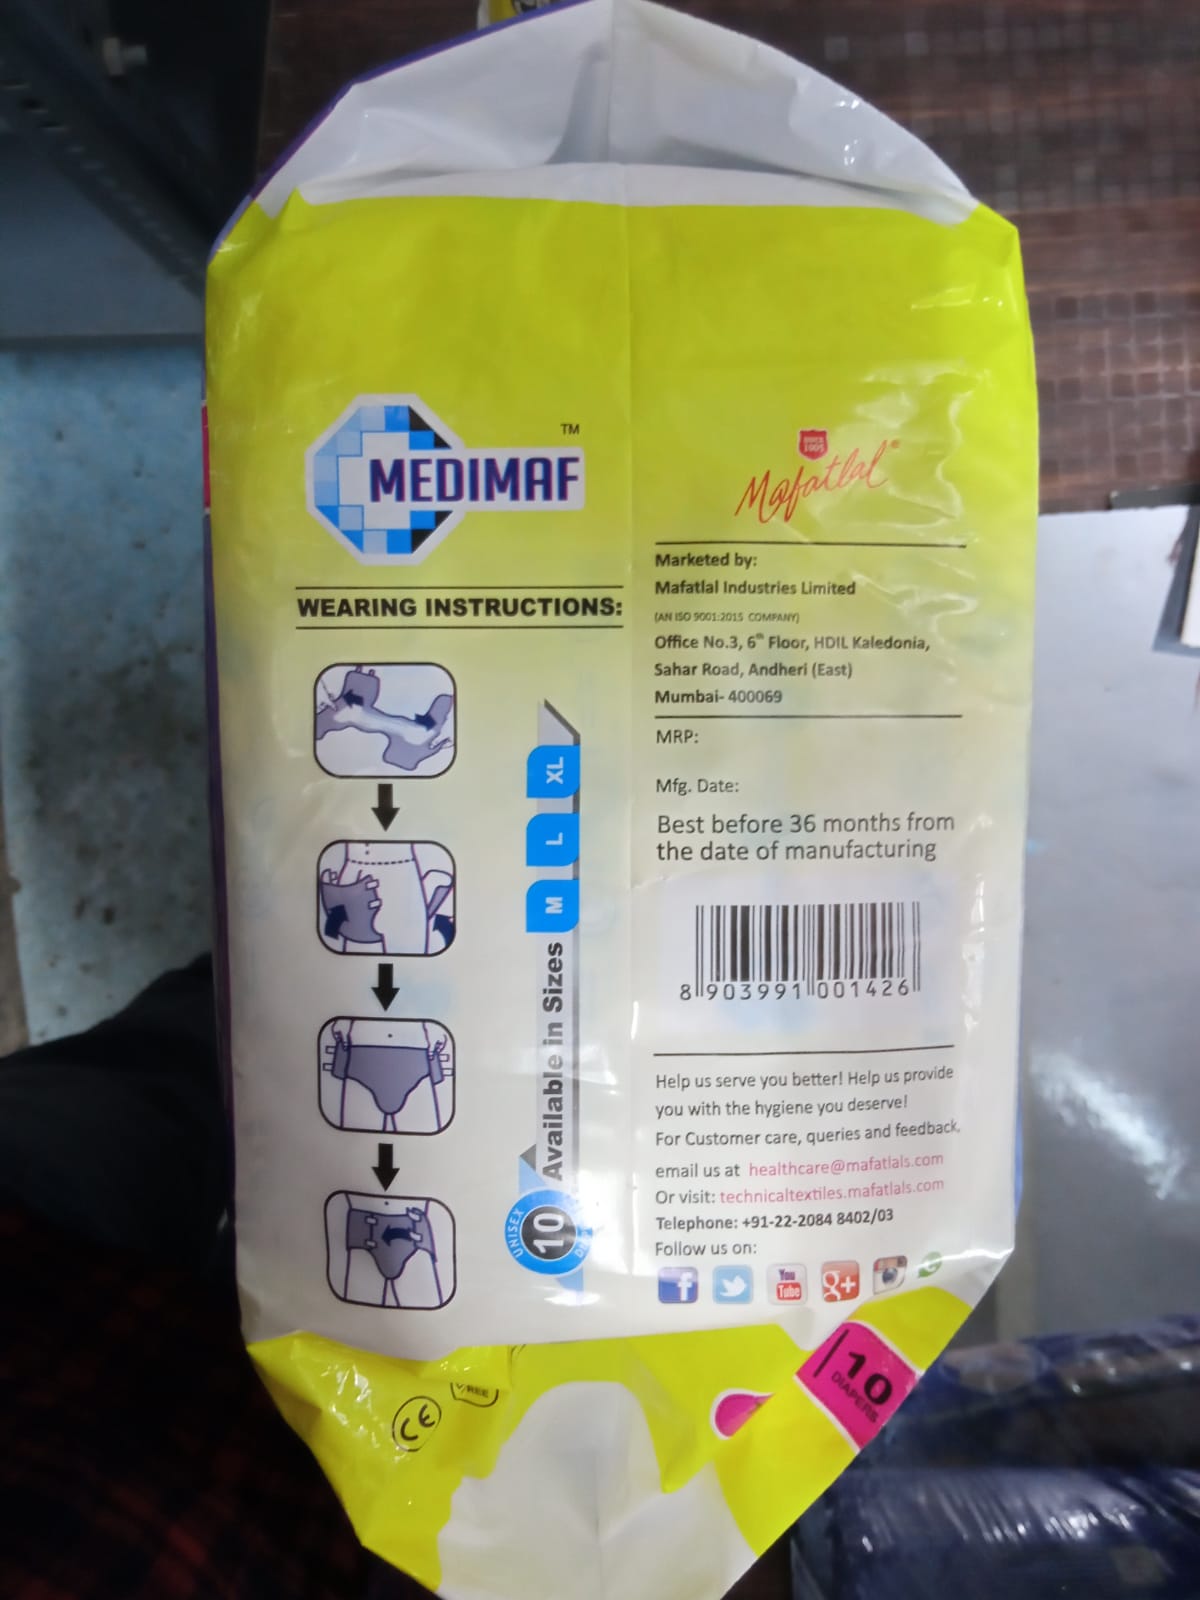 ™
MEDIMAF
WEARING INSTRUCTIONS:
Available in Sizes M L XL
UNISEX
10
SINCE
1905
Mafatlal®
Marketed by:
Mafatlal Industries Limited
(AN ISO 9001:2015 COMPANY)
Office No.3, 6th Floor, HDIL Kaledonia,
Sahar Road, Andheri (East)
Mumbai- 400069
MRP:
Mfg. Date:
Best before 36 months from
the date of manufacturing
8 903991 001426
Help us serve you better! Help us provide
you with the hygiene you deserve!
For Customer care, queries and feedback,
email us at healthcare@mafatlals.com
Or visit: technicaltextiles.mafatlals.com
Telephone: +91-22-2084 8402/03
Follow us on:
f You
Tube g+
10
DIAPERS
CE